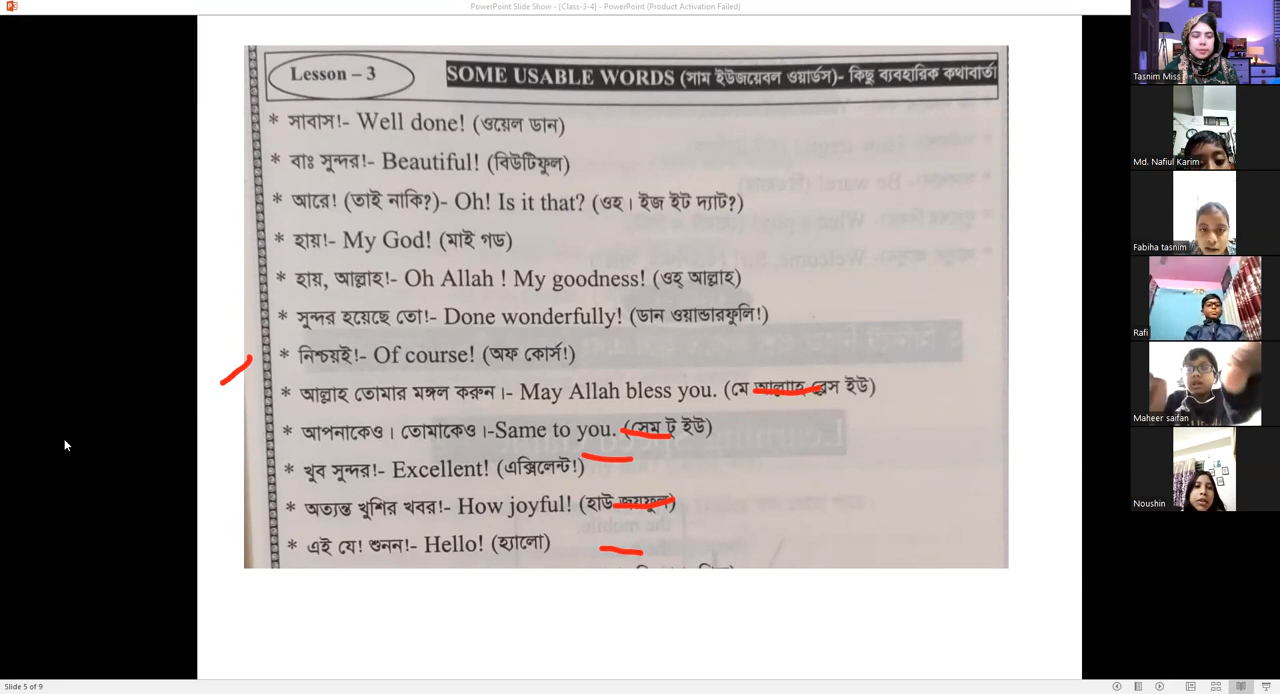 PowerPoint Slide Show - [Class-3-4] - PowerPoint (Product Activation Failed)
Lesson – 3
SOME USABLE WORDS (সাম ইউজয়েবল ওয়ার্ডস)- কিছু ব্যবহারিক কথাবার্তা
* সাবাস!- Well done! (ওয়েল ডান)
* বাঃ সুন্দর!- Beautiful! (বিউটিফুল)
* আরে! (তাই নাকি?)- Oh! Is it that? (ওহ। ইজ ইট দ্যাট?)
* হায়!- My God! (মাই গড)
* হায়, আল্লাহ!- Oh Allah ! My goodness! (ওহ্ আল্লাহ)
* সুন্দর হয়েছে তো!- Done wonderfully! (ডান ওয়ান্ডারফুলি!)
* নিশ্চয়ই!- Of course! (অফ কোর্স!)
* আল্লাহ তোমার মঙ্গল করুন।- May Allah bless you. (মে আল্লাহ ব্লেস ইউ)
* আপনাকেও। তোমাকেও।-Same to you. (সেম টু ইউ)
* খুব সুন্দর!- Excellent! (এক্সিলেন্ট!)
* অত্যন্ত খুশির খবর!- How joyful! (হাউ জয়ফুল)
* এই যে! শুনন!- Hello! (হ্যালো)
Tasnim Miss
Md. Nafiul Karim
Fabiha tasnim
Rafi
Maheer saifan
Noushin
Slide 5 of 9